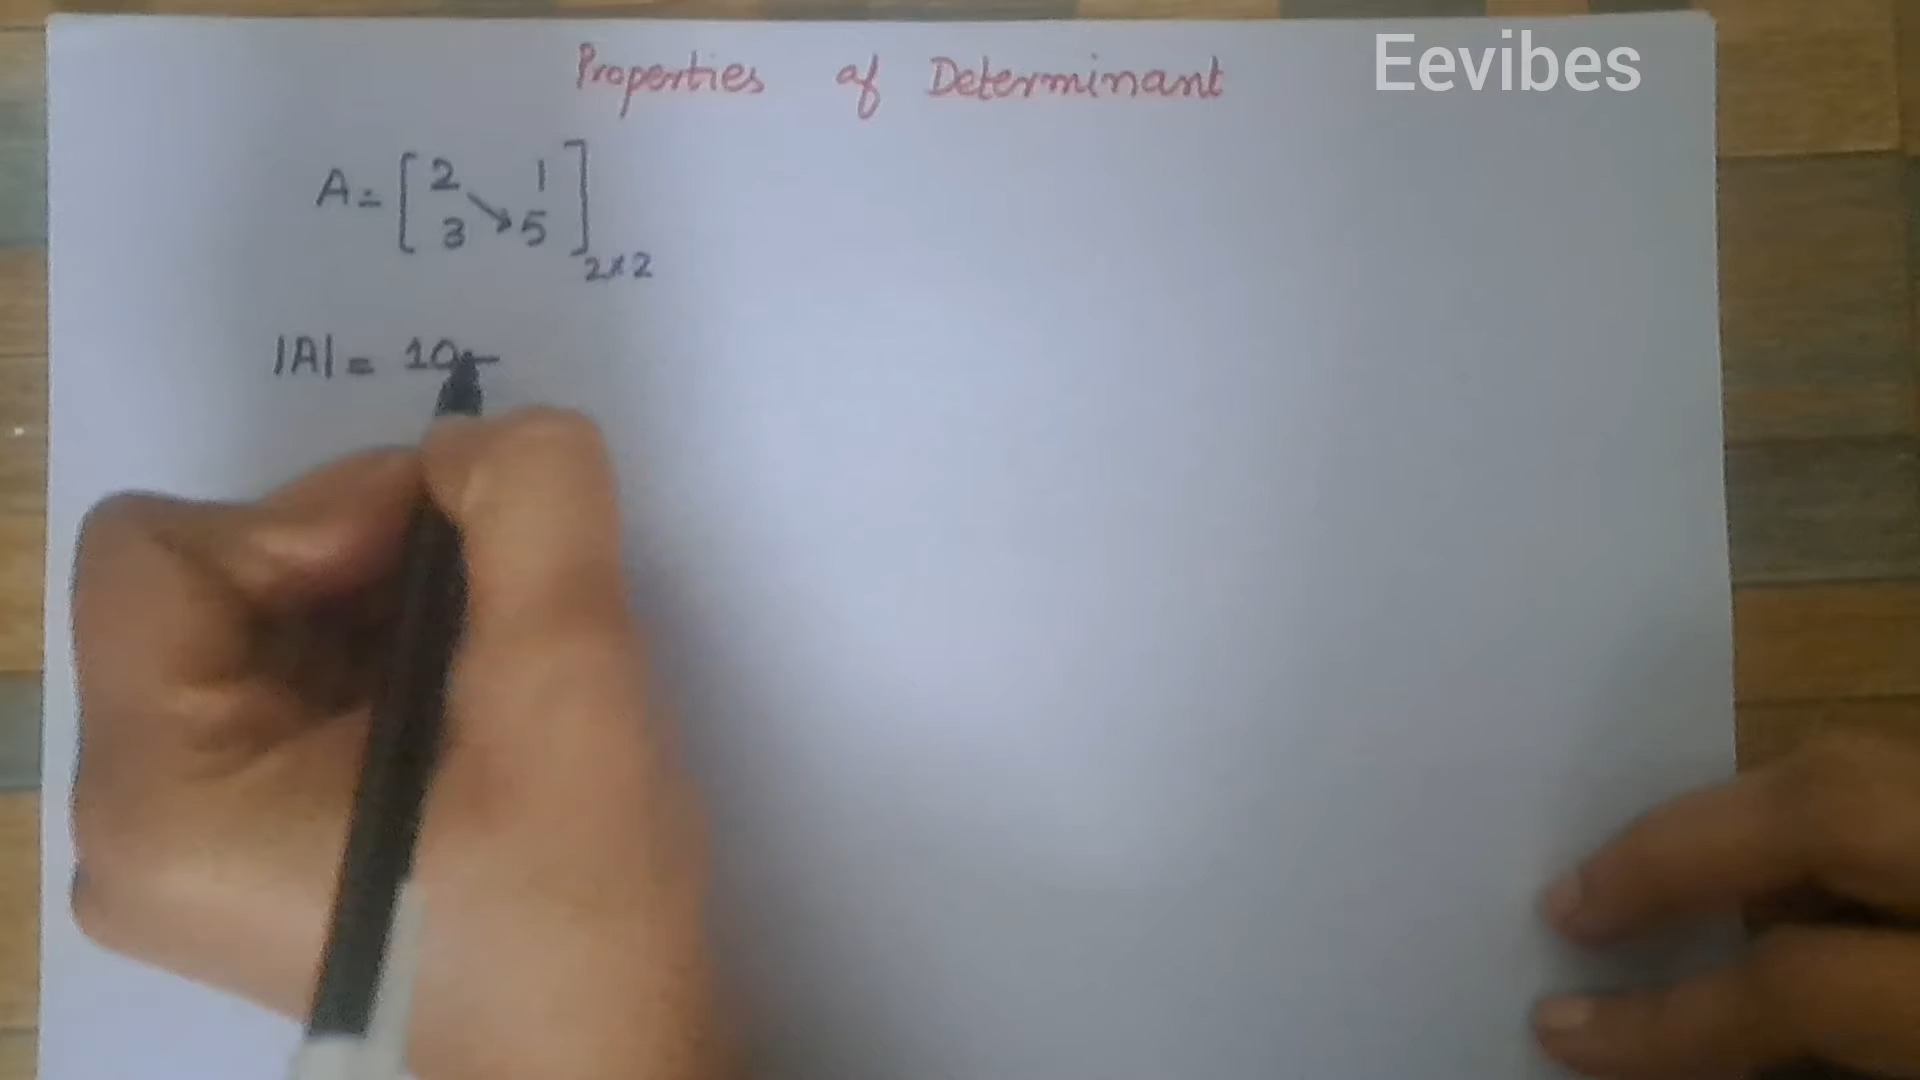 Properties of Determinant
Eevibes
A = [ 2 1
3 5 ] 2×2
|A| = 10 -